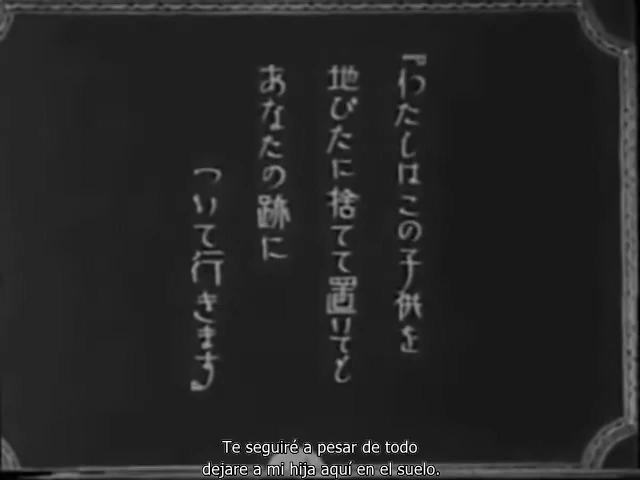 『わたしはこの子供を
地びたに捨てて置いても
あなたの跡に
ついて行きます』
Te seguiré a pesar de todo
dejare a mi hija aquí en el suelo.